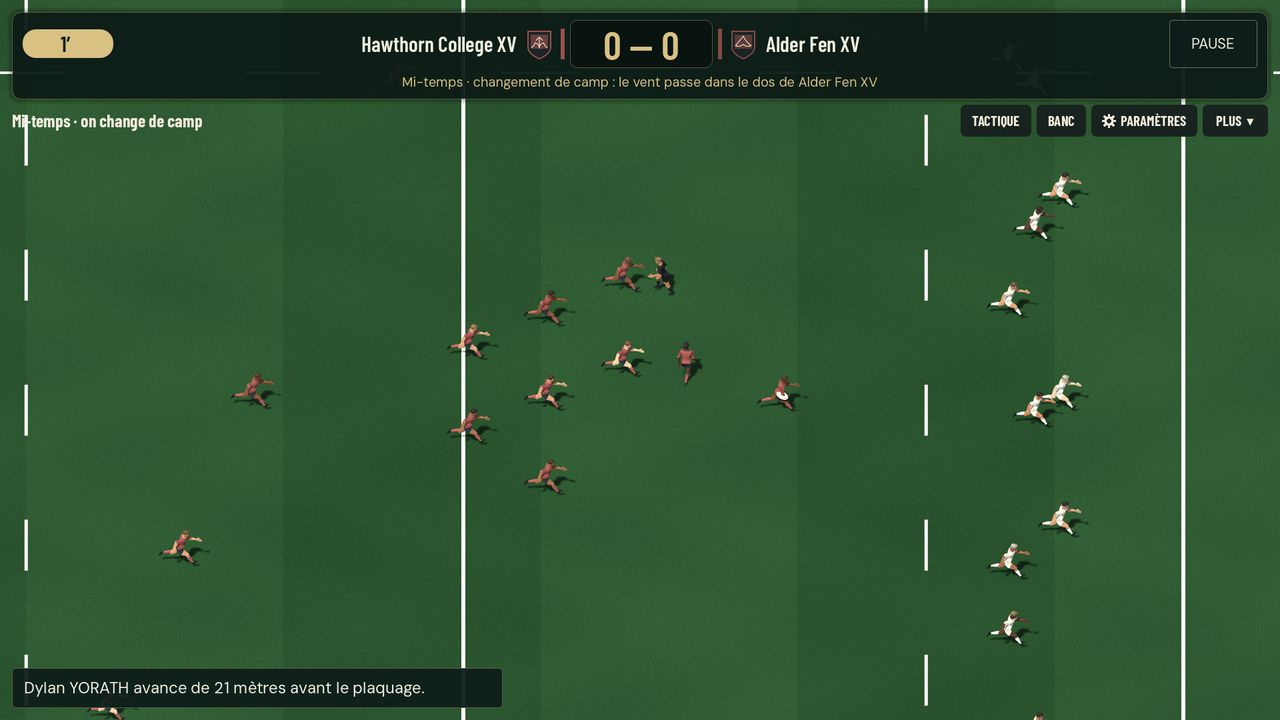 1′
Hawthorn College XV
0 — 0
Alder Fen XV
PAUSE
Mi-temps · changement de camp : le vent passe dans le dos de Alder Fen XV
Mi-temps · on change de camp
TACTIQUE
BANC
PARAMÈTRES
PLUS ▾
Dylan YORATH avance de 21 mètres avant le plaquage.